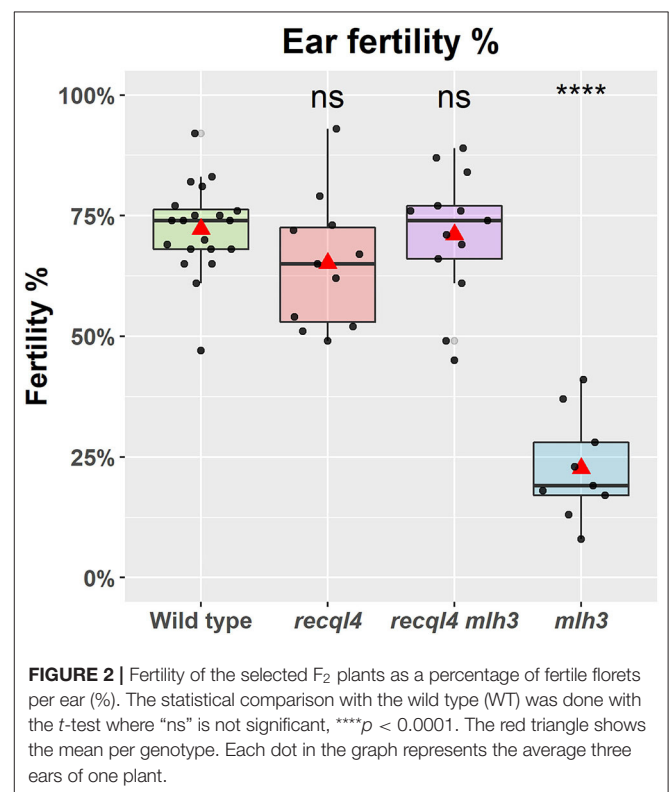 Ear fertility %
ns ns ****
100%
75%
50%
25%
0%
Fertility %
Wild type recql4 recql4 mlh3 mlh3
FIGURE 2 | Fertility of the selected F₂ plants as a percentage of fertile florets
per ear (%). The statistical comparison with the wild type (WT) was done with
the t-test where “ns” is not significant, ****p < 0.0001. The red triangle shows
the mean per genotype. Each dot in the graph represents the average three
ears of one plant.